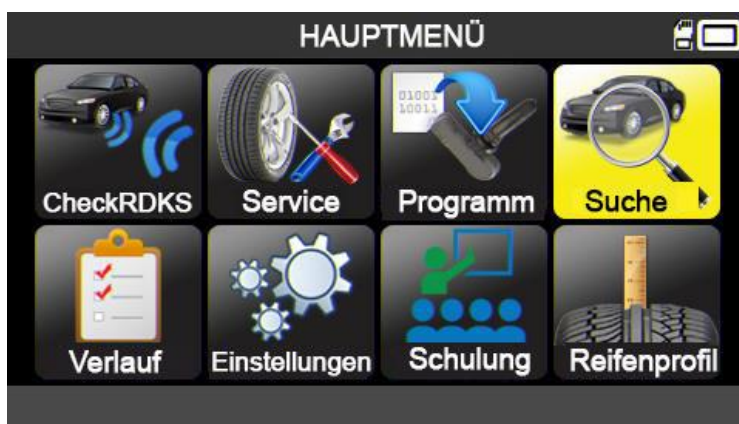 HAUPTMENÜ
01001
10011
CheckRDKS
Service
Programm
Suche
Verlauf
Einstellungen
Schulung
Reifenprofil